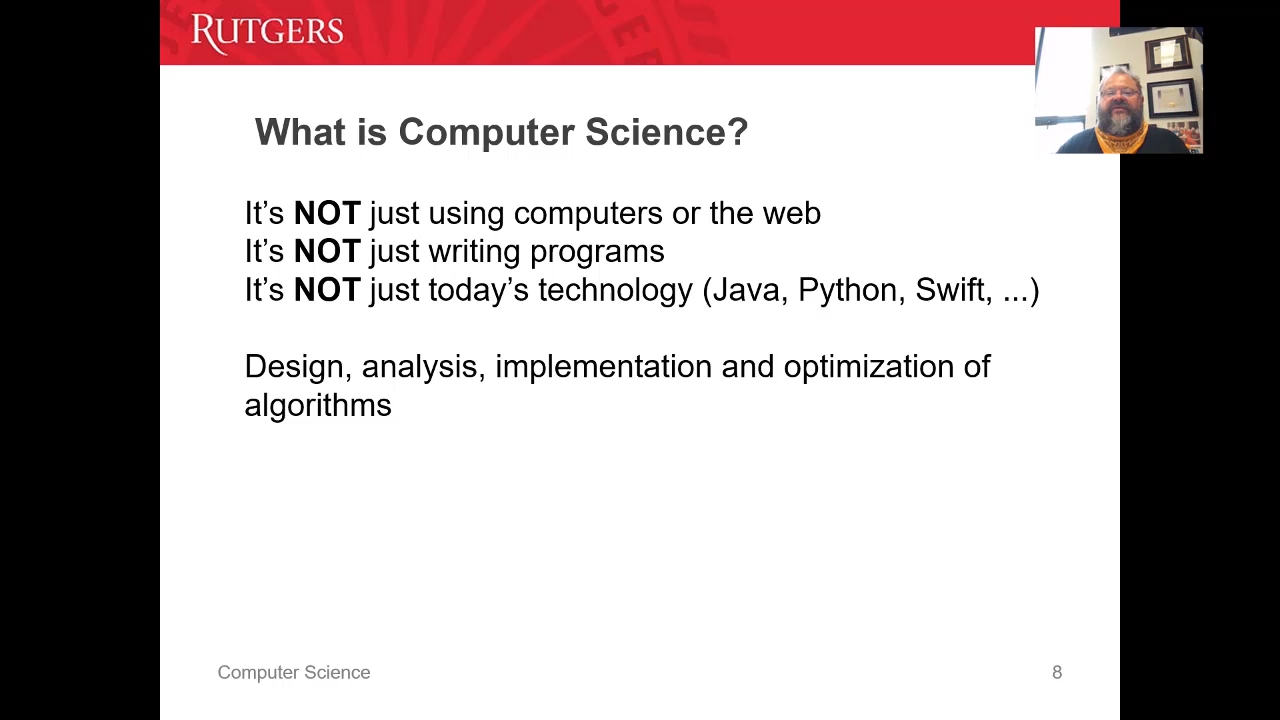 RUTGERS
What is Computer Science?
It’s NOT just using computers or the web
It’s NOT just writing programs
It’s NOT just today’s technology (Java, Python, Swift, ...)
Design, analysis, implementation and optimization of
algorithms
Computer Science
8